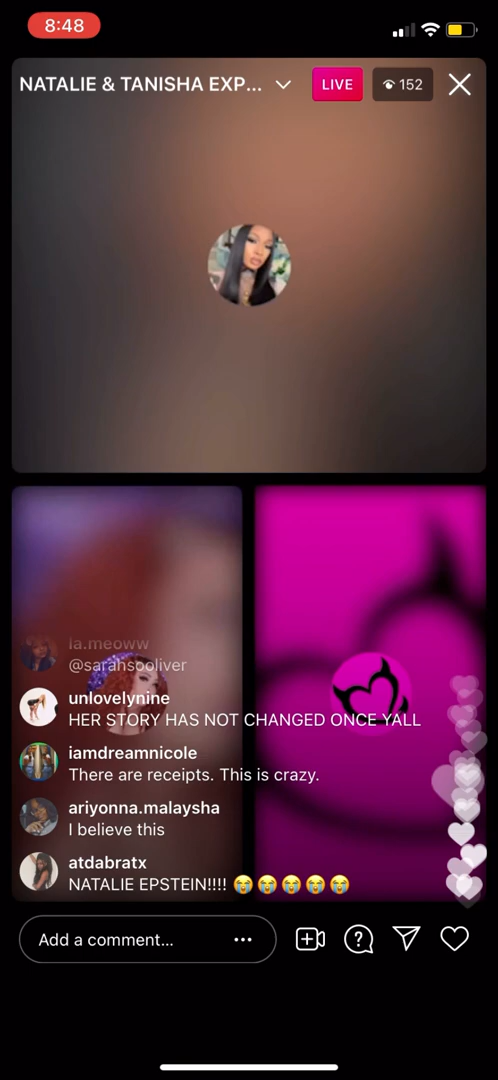 8:48
NATALIE & TANISHA EXP...
LIVE
152
la.meoww
@sarahsooliver
unlovelynine
HER STORY HAS NOT CHANGED ONCE YALL
iamdreamnicole
There are receipts. This is crazy.
ariyonna.malaysha
I believe this
atdabratx
NATALIE EPSTEIN!!!! 😭😭😭😭😭
Add a comment...